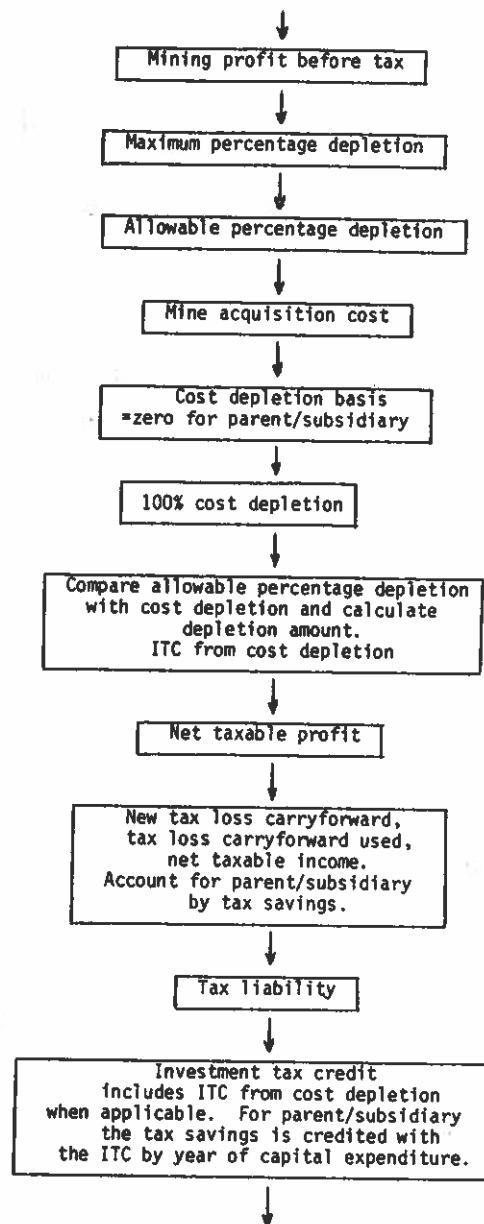 Mining profit before tax
Maximum percentage depletion
Allowable percentage depletion
Mine acquisition cost
Cost depletion basis
=zero for parent/subsidiary
100% cost depletion
Compare allowable percentage depletion
with cost depletion and calculate
depletion amount.
ITC from cost depletion
Net taxable profit
New tax loss carryforward,
tax loss carryforward used,
net taxable income.
Account for parent/subsidiary
by tax savings.
Tax liability
Investment tax credit
includes ITC from cost depletion
when applicable. For parent/subsidiary
the tax savings is credited with
the ITC by year of capital expenditure.